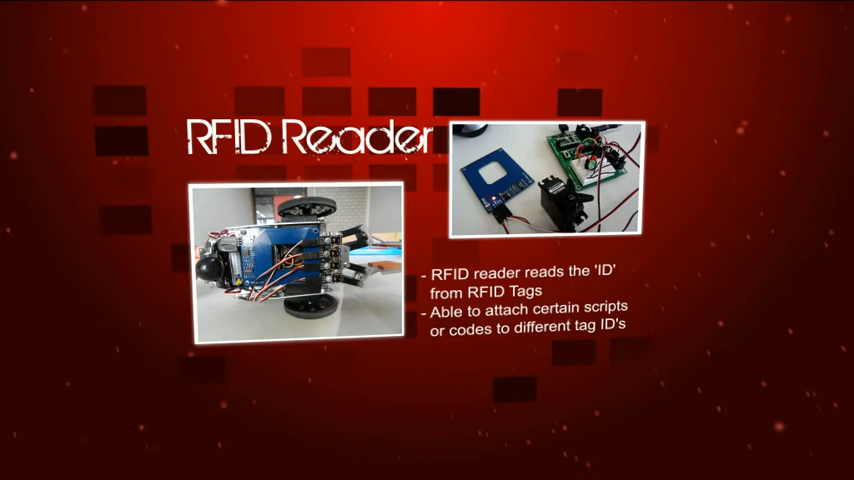 RFID Reader
- RFID reader reads the 'ID'
from RFID Tags
- Able to attach certain scripts
or codes to different tag ID's